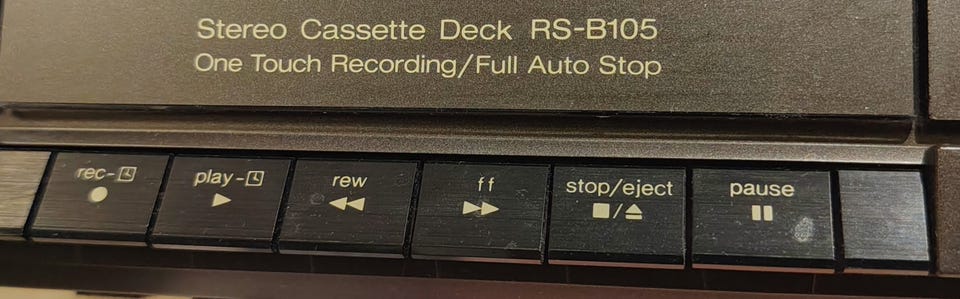 Stereo Cassette Deck RS-B105
One Touch Recording/Full Auto Stop
rec- play- rew ff stop/eject pause